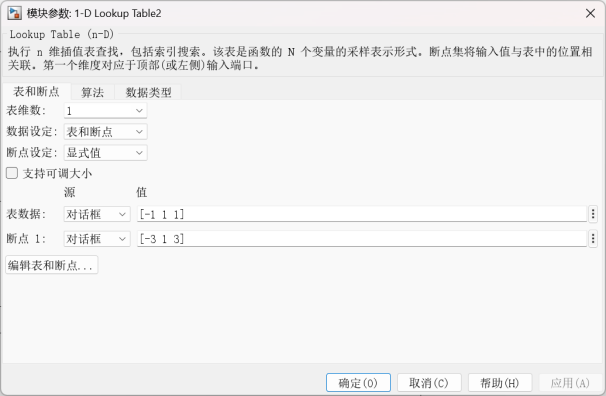 模块参数: 1-D Lookup Table2
Lookup Table (n-D)
执行 n 维插值表查找，包括索引搜索。该表是函数的 N 个变量的采样表示形式。断点集将输入值与表中的位置相
关联。第一个维度对应于顶部(或左侧)输入端口。
表和断点 算法 数据类型
表维数: 1
数据设定: 表和断点
断点设定: 显式值
支持可调大小
源 值
表数据: 对话框 [-1 1 1]
断点 1: 对话框 [-3 1 3]
编辑表和断点...
确定(O) 取消(C) 帮助(H) 应用(A)